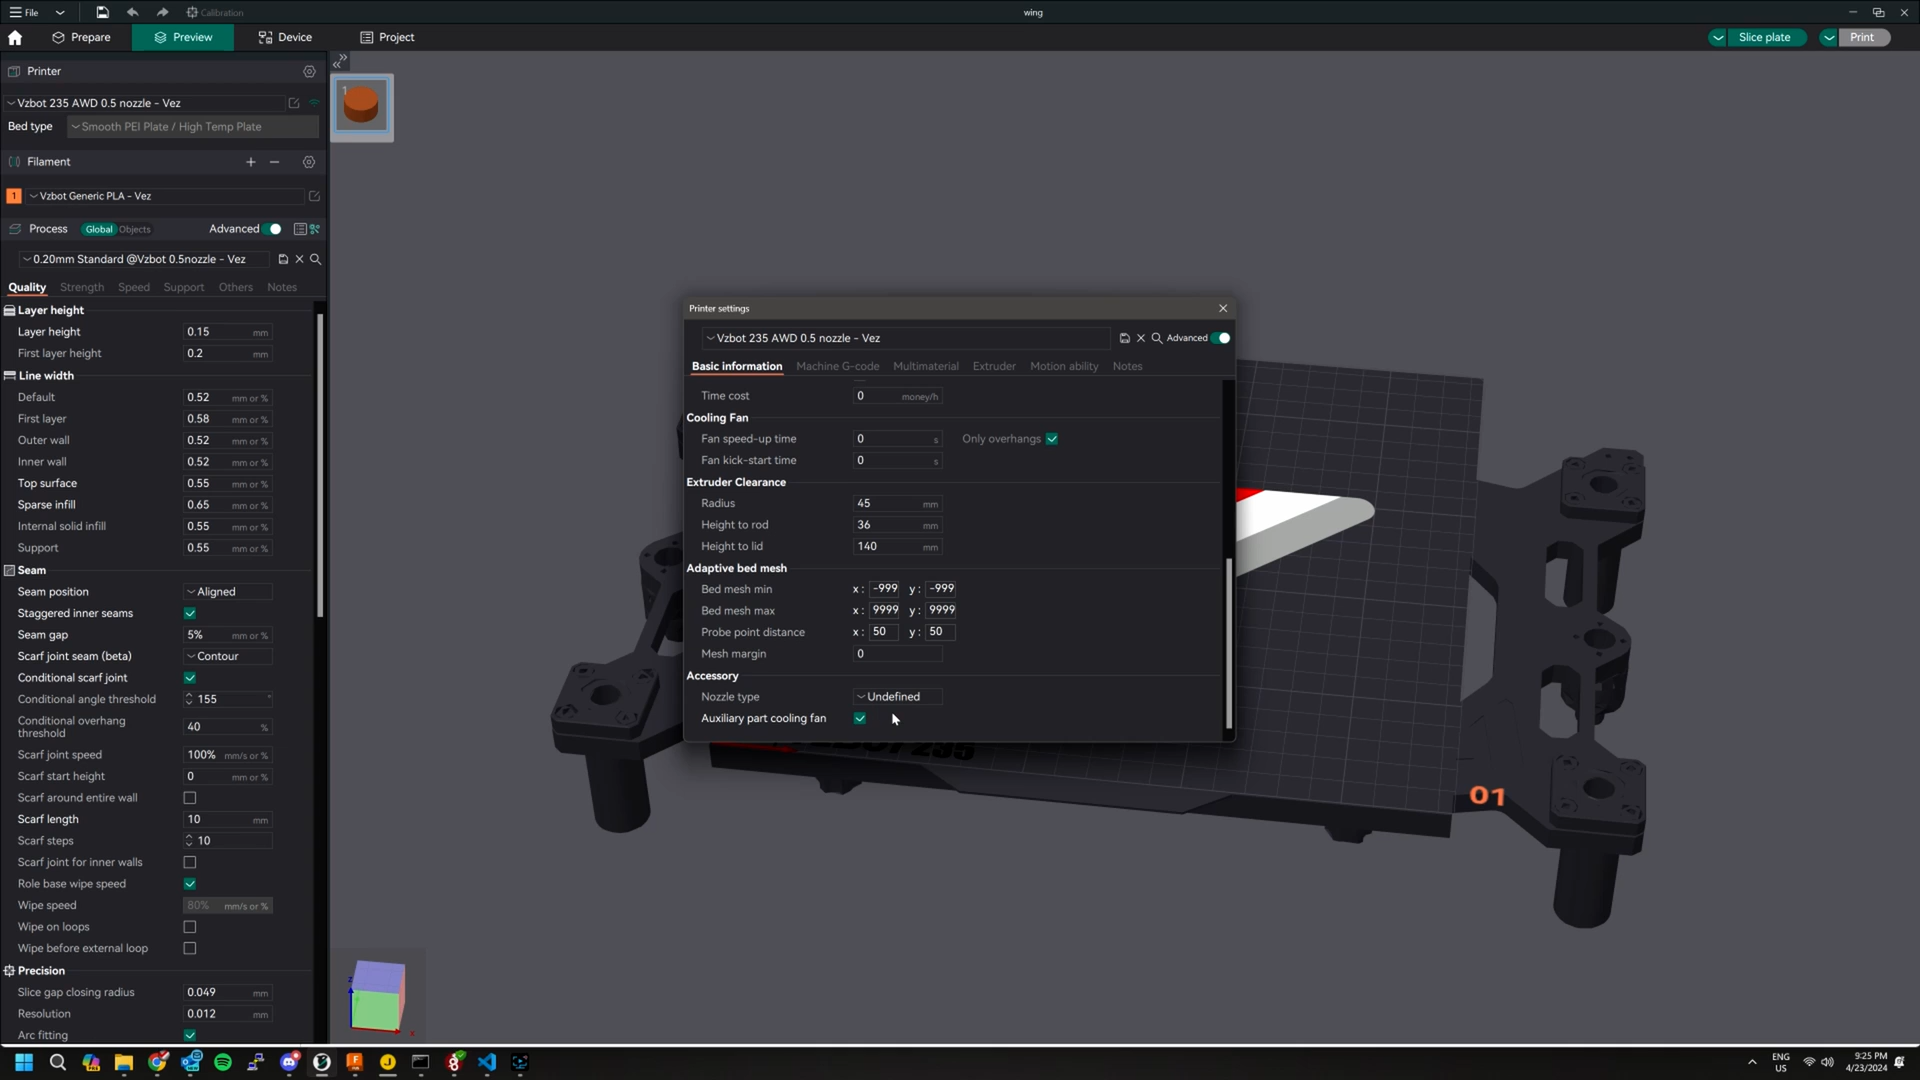 File
Calibration
wing
Prepare
Preview
Device
Project
Slice plate
Print
Printer
Vzbot 235 AWD 0.5 nozzle - Vez
Bed type
Smooth PEI Plate / High Temp Plate
Filament
1 Vzbot Generic PLA - Vez
Process Global Objects Advanced
0.20mm Standard @Vzbot 0.5nozzle - Vez
Quality Strength Speed Support Others Notes
Layer height
Layer height 0.15 mm
First layer height 0.2 mm
Line width
Default 0.52 mm or %
First layer 0.58 mm or %
Outer wall 0.52 mm or %
Inner wall 0.52 mm or %
Top surface 0.55 mm or %
Sparse infill 0.65 mm or %
Internal solid infill 0.55 mm or %
Support 0.55 mm or %
Seam
Seam position Aligned
Staggered inner seams
Seam gap 5% mm or %
Scarf joint seam (beta) Contour
Conditional scarf joint
Conditional angle threshold 155 °
Conditional overhang
threshold 40 %
Scarf joint speed 100% mm/s or %
Scarf start height 0 mm or %
Scarf around entire wall
Scarf length 10 mm
Scarf steps 10
Scarf joint for inner walls
Role base wipe speed
Wipe speed 80% mm/s or %
Wipe on loops
Wipe before external loop
Precision
Slice gap closing radius 0.049 mm
Resolution 0.012 mm
Arc fitting
1
Printer settings
Vzbot 235 AWD 0.5 nozzle - Vez Advanced
Basic information Machine G-code Multimaterial Extruder Motion ability Notes
Time cost 0 money/h
Cooling Fan
Fan speed-up time 0 s Only overhangs
Fan kick-start time 0 s
Extruder Clearance
Radius 45 mm
Height to rod 36 mm
Height to lid 140 mm
Adaptive bed mesh
Bed mesh min x: -999 y: -999
Bed mesh max x: 9999 y: 9999
Probe point distance x: 50 y: 50
Mesh margin 0
Accessory
Nozzle type Undefined
Auxiliary part cooling fan
235
01
ENG
US
9:25 PM
4/23/2024